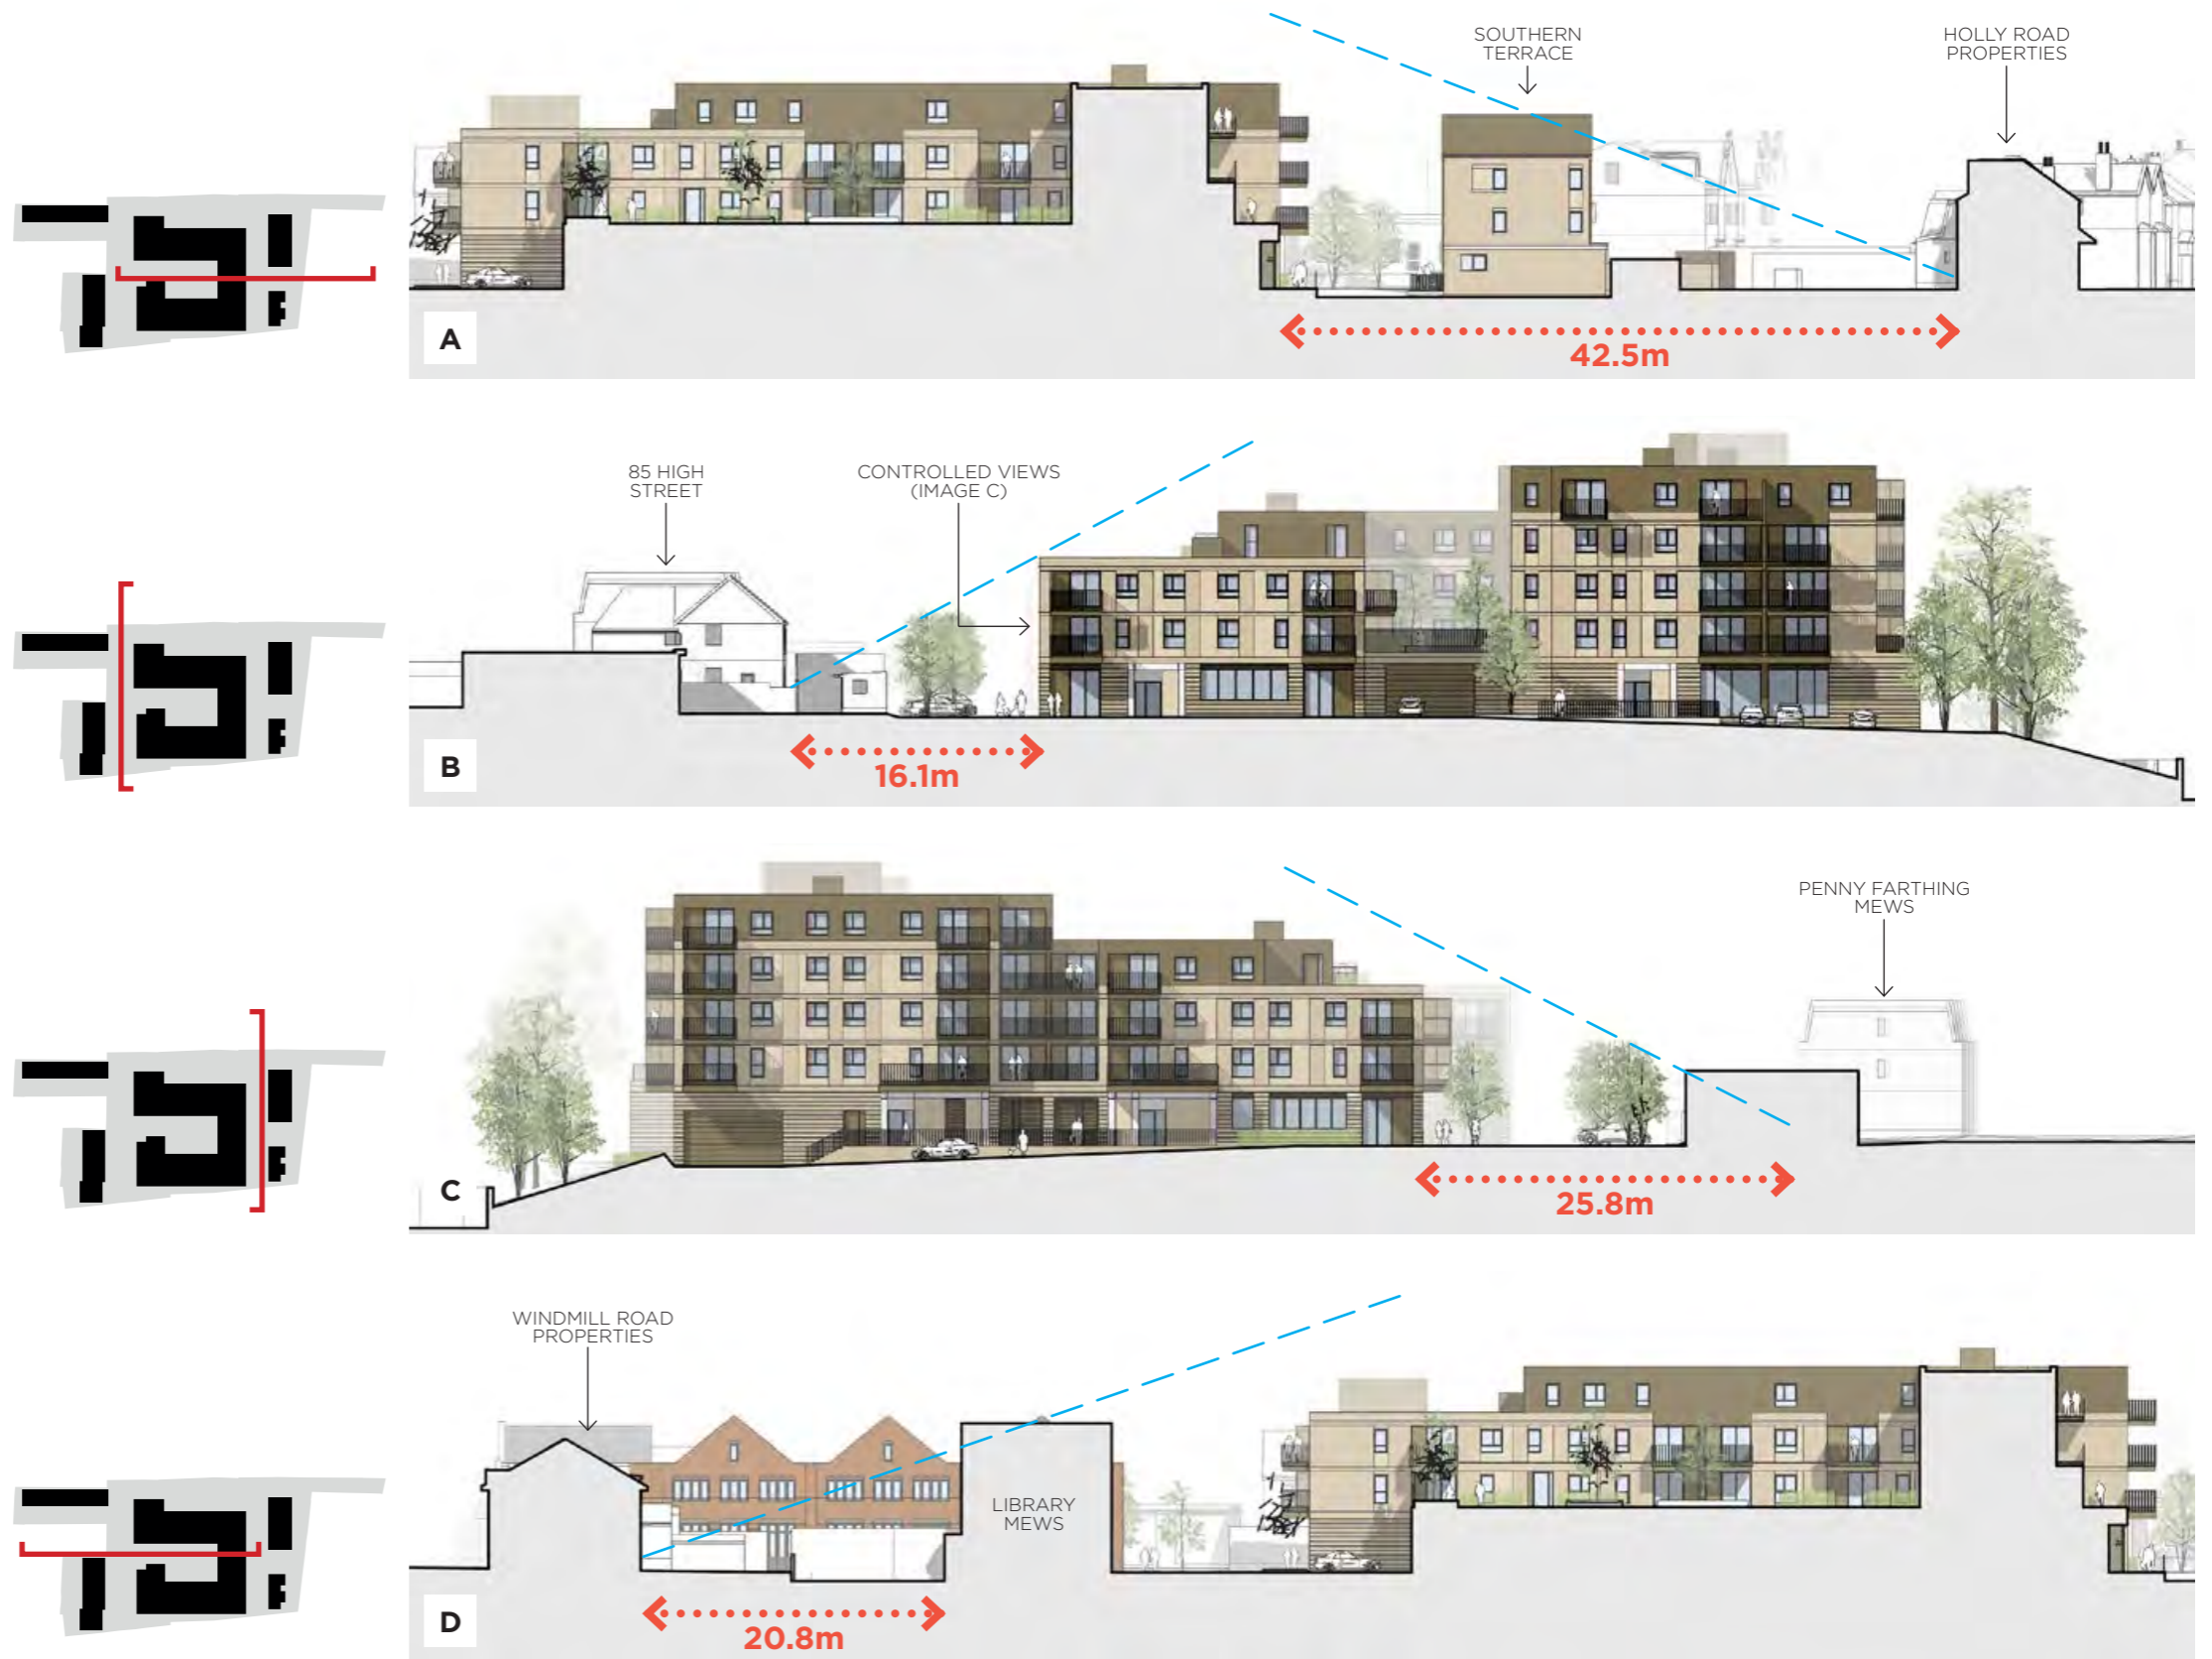 SOUTHERN
TERRACE
HOLLY ROAD
PROPERTIES
A
42.5m
85 HIGH
STREET
CONTROLLED VIEWS
(IMAGE C)
B
16.1m
PENNY FARTHING
MEWS
C
25.8m
WINDMILL ROAD
PROPERTIES
LIBRARY
MEWS
D
20.8m